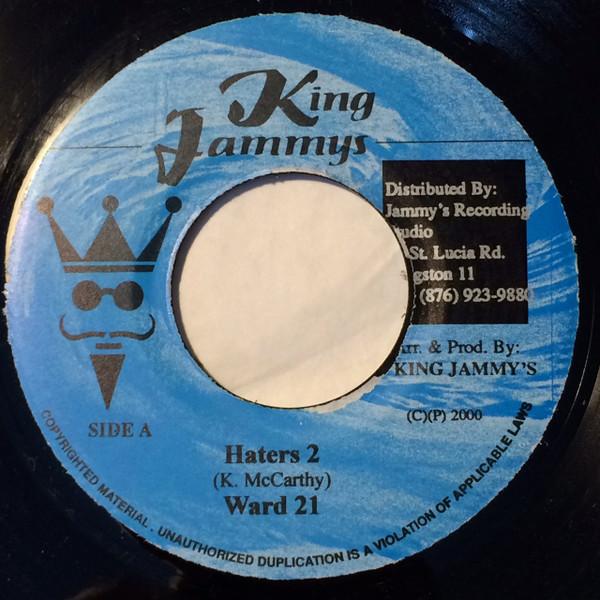 King
Jammys
Distributed By:
Jammy's Recording
St. Lucia Rd.
11
(876) 923-9880
& Prod. By:
KING JAMMY'S
SIDE A
(C)(P) 2000
Haters 2
(K. McCarthy)
Ward 21
COPYRIGHTED MATERIAL . UNAUTHORIZED DUPLICATION IS A VIOLATION OF APPLICABLE LAWS